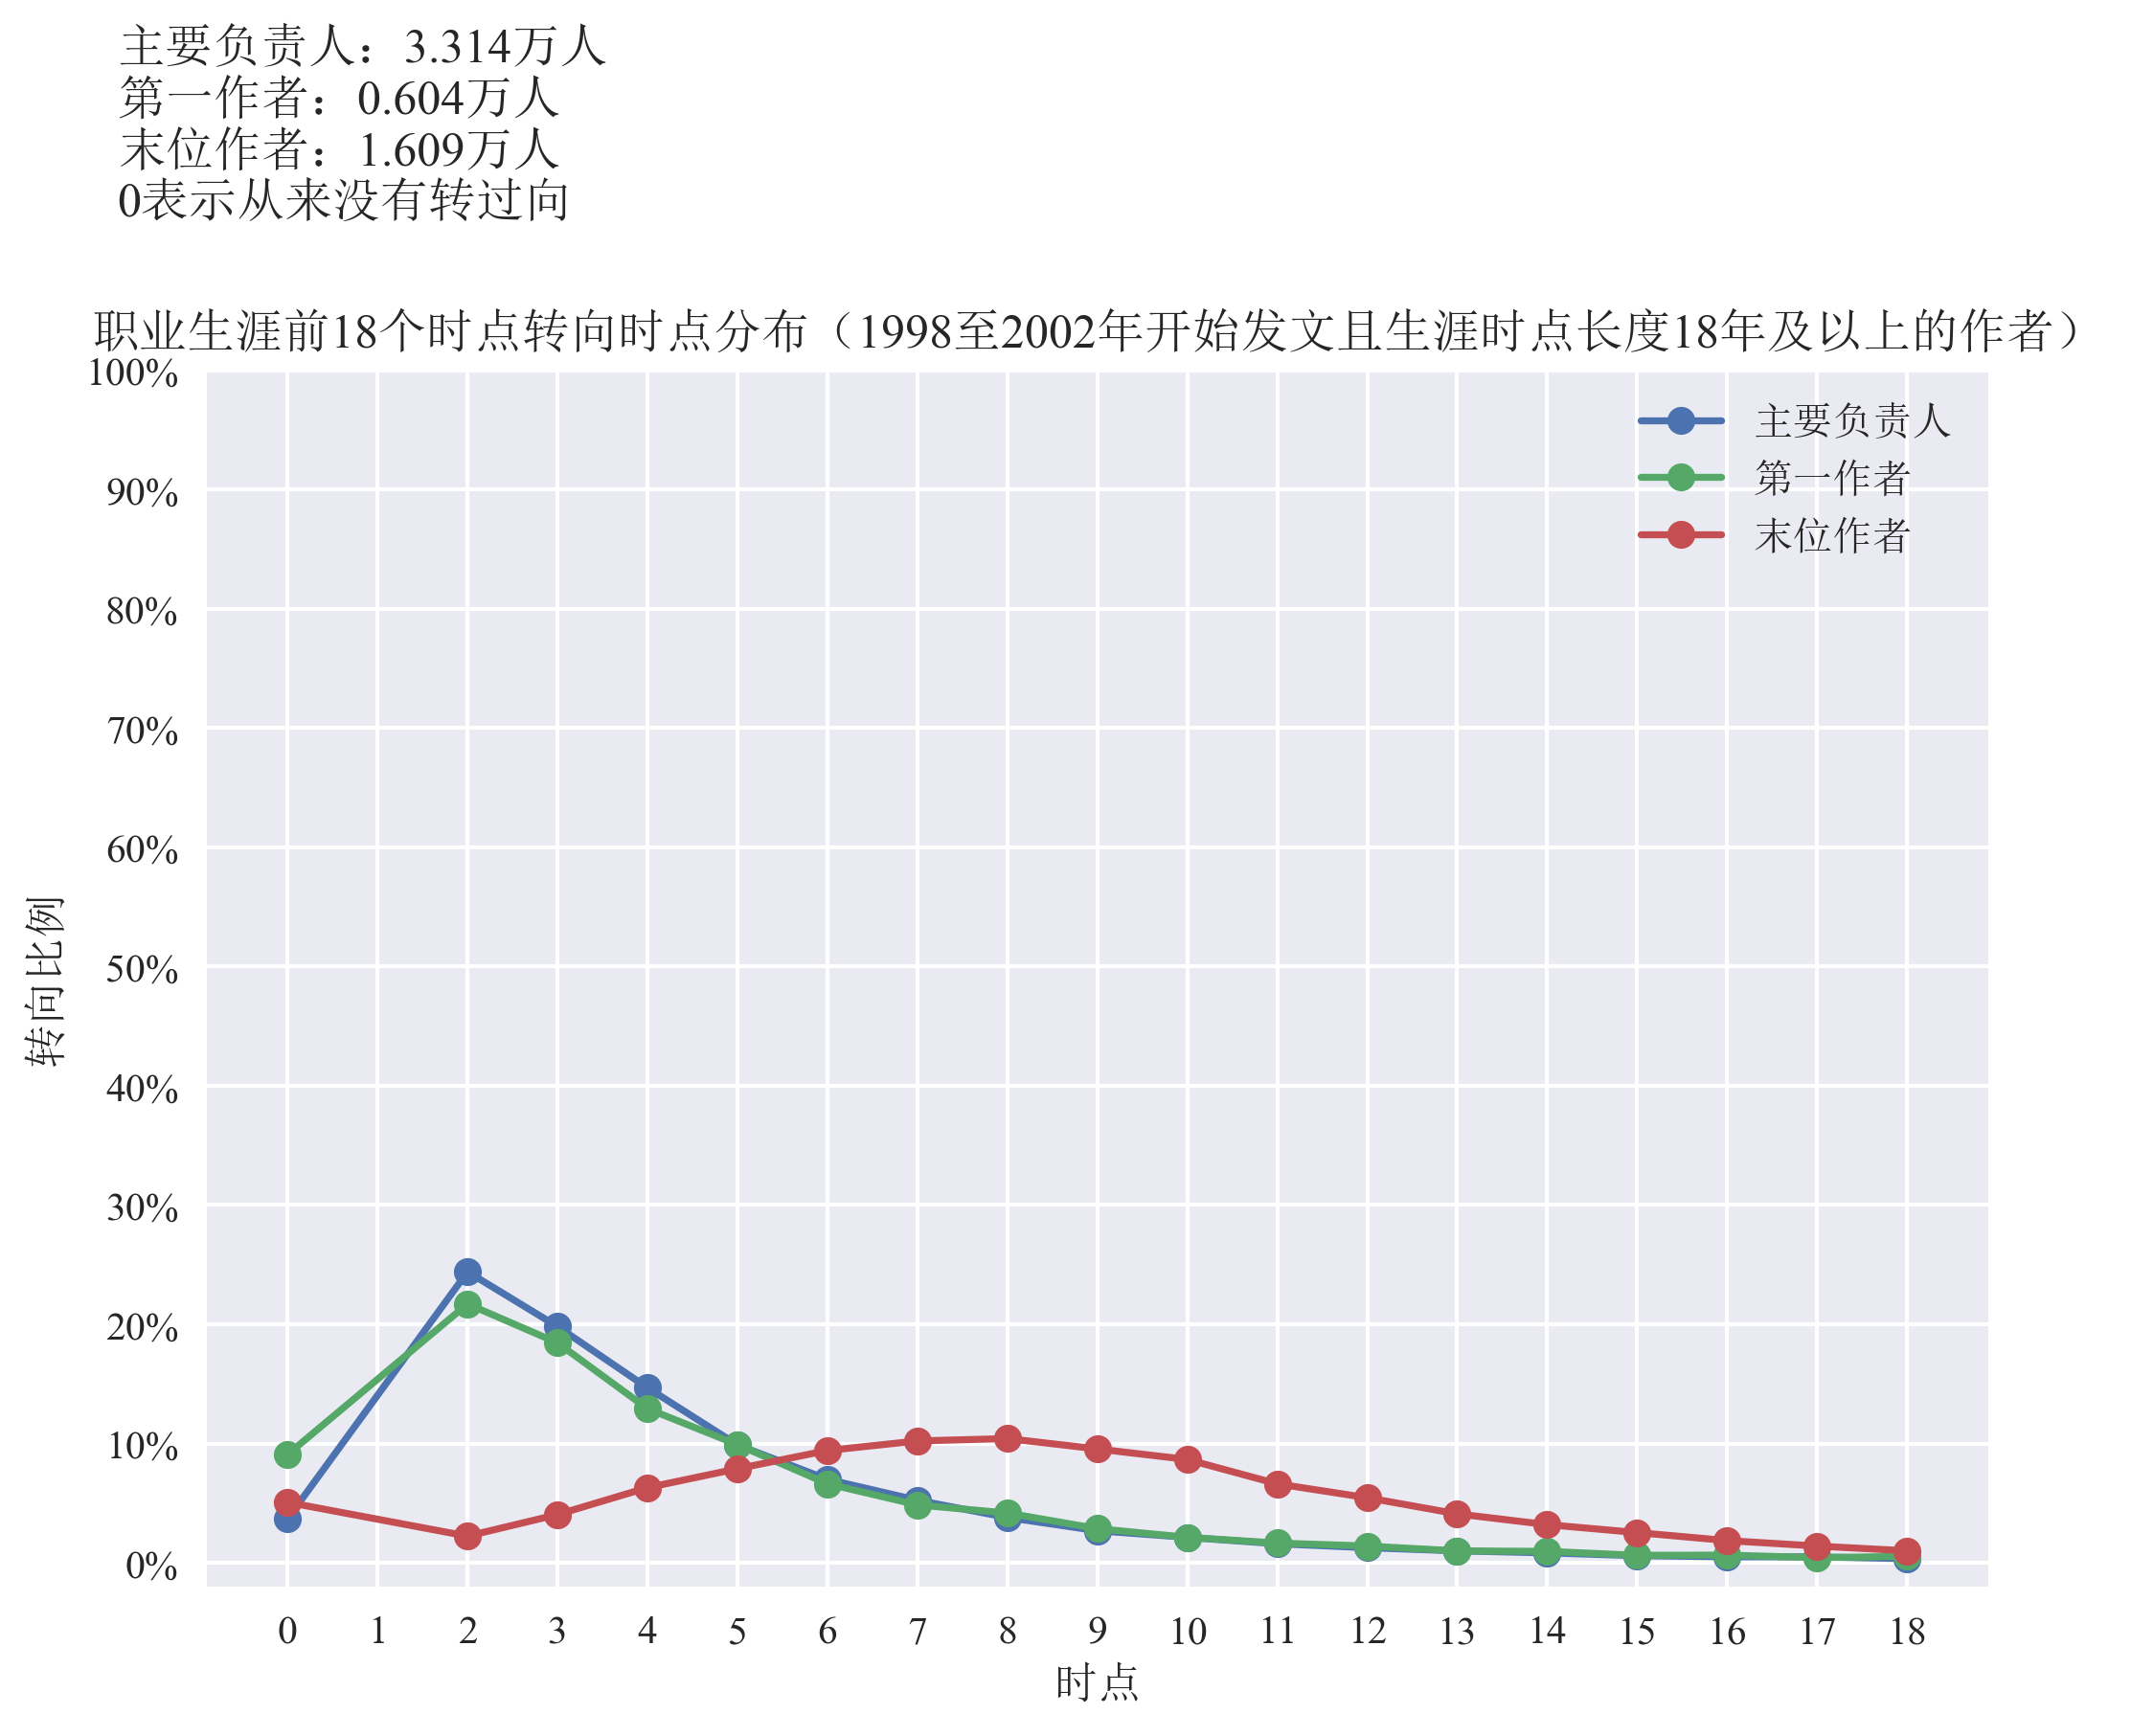 主要负责人：3.314万人
第一作者：0.604万人
末位作者：1.609万人
0表示从来没有转过向
职业生涯前18个时点转向时点分布（1998至2002年开始发文且生涯时点长度18年及以上的作者）
100%
90%
80%
70%
60%
50%
40%
30%
20%
10%
0%
转向比例
主要负责人
第一作者
末位作者
0 1 2 3 4 5 6 7 8 9 10 11 12 13 14 15 16 17 18
时点